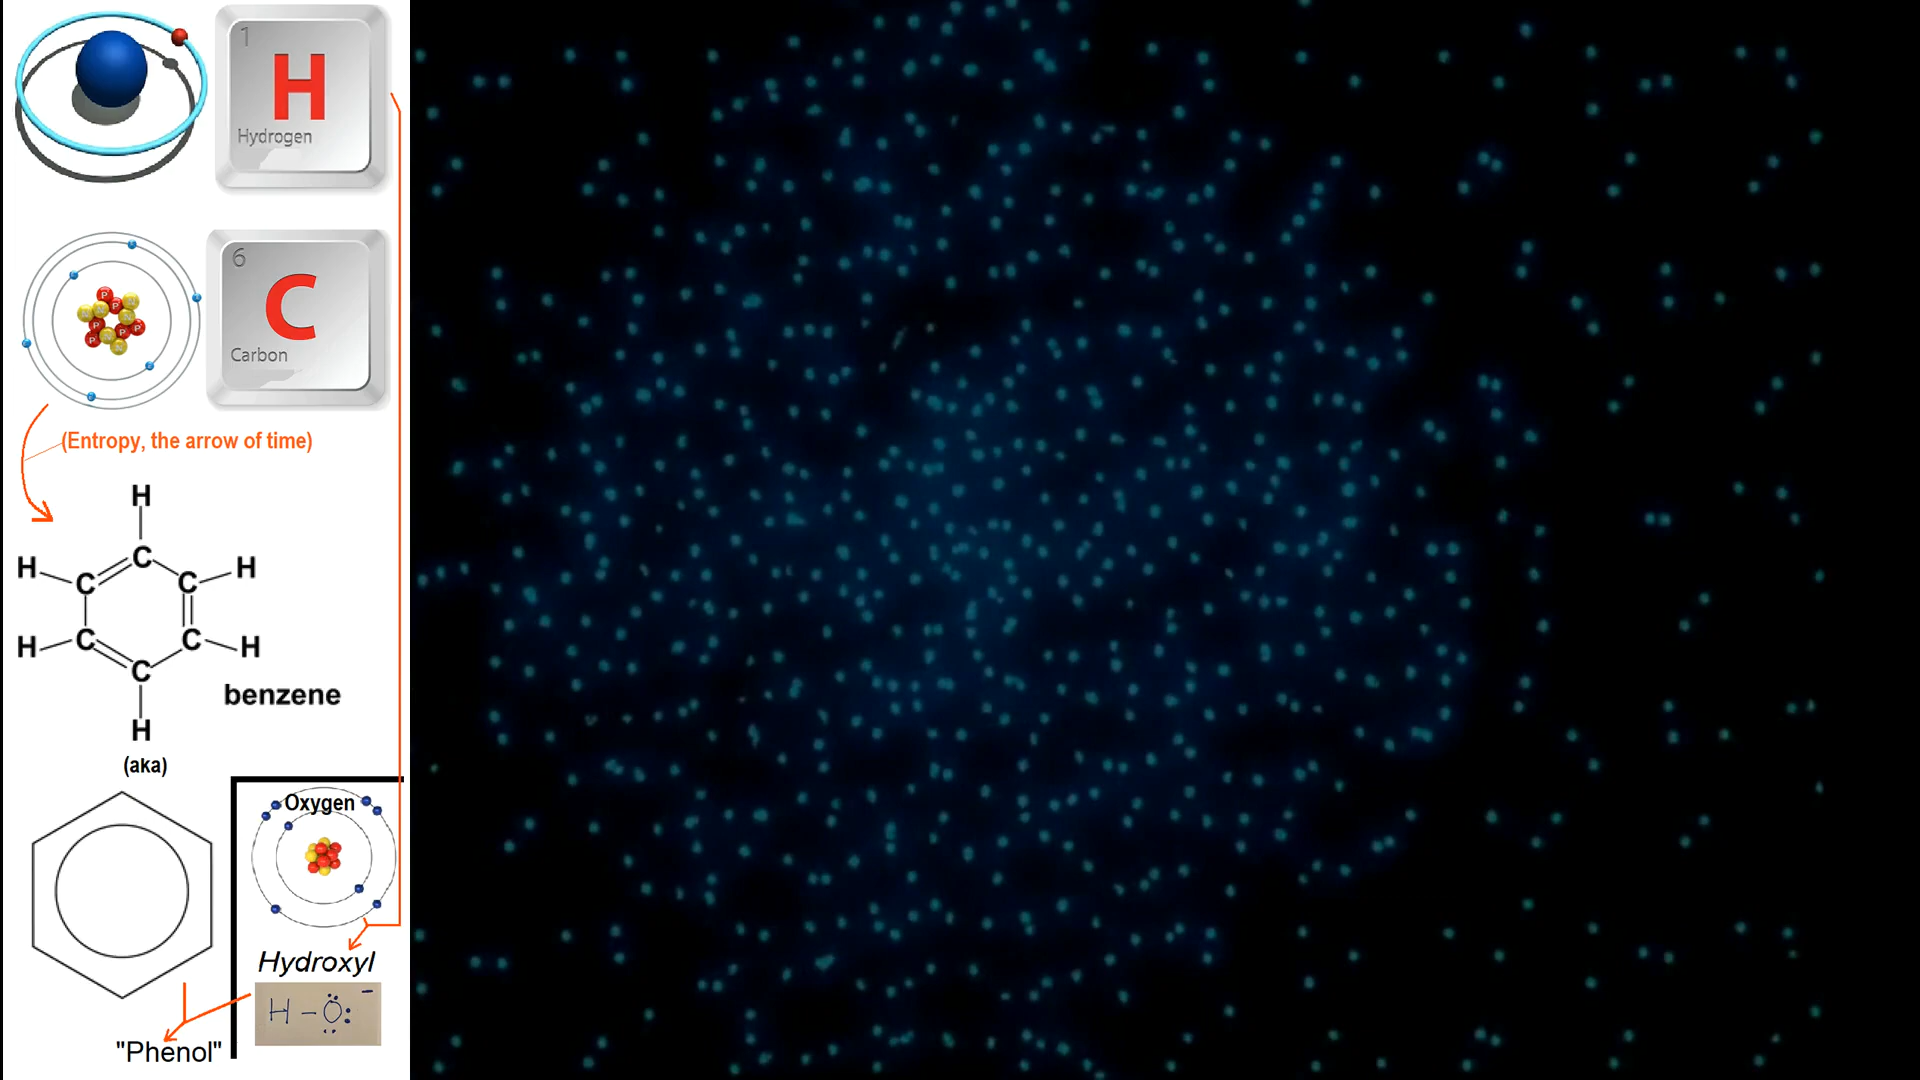 1
H
Hydrogen
6
C
Carbon
(Entropy, the arrow of time)
H
H C C H
H C C H
C
C
H
benzene
(aka)
Oxygen
Hydroxyl
H–O: –
"Phenol"